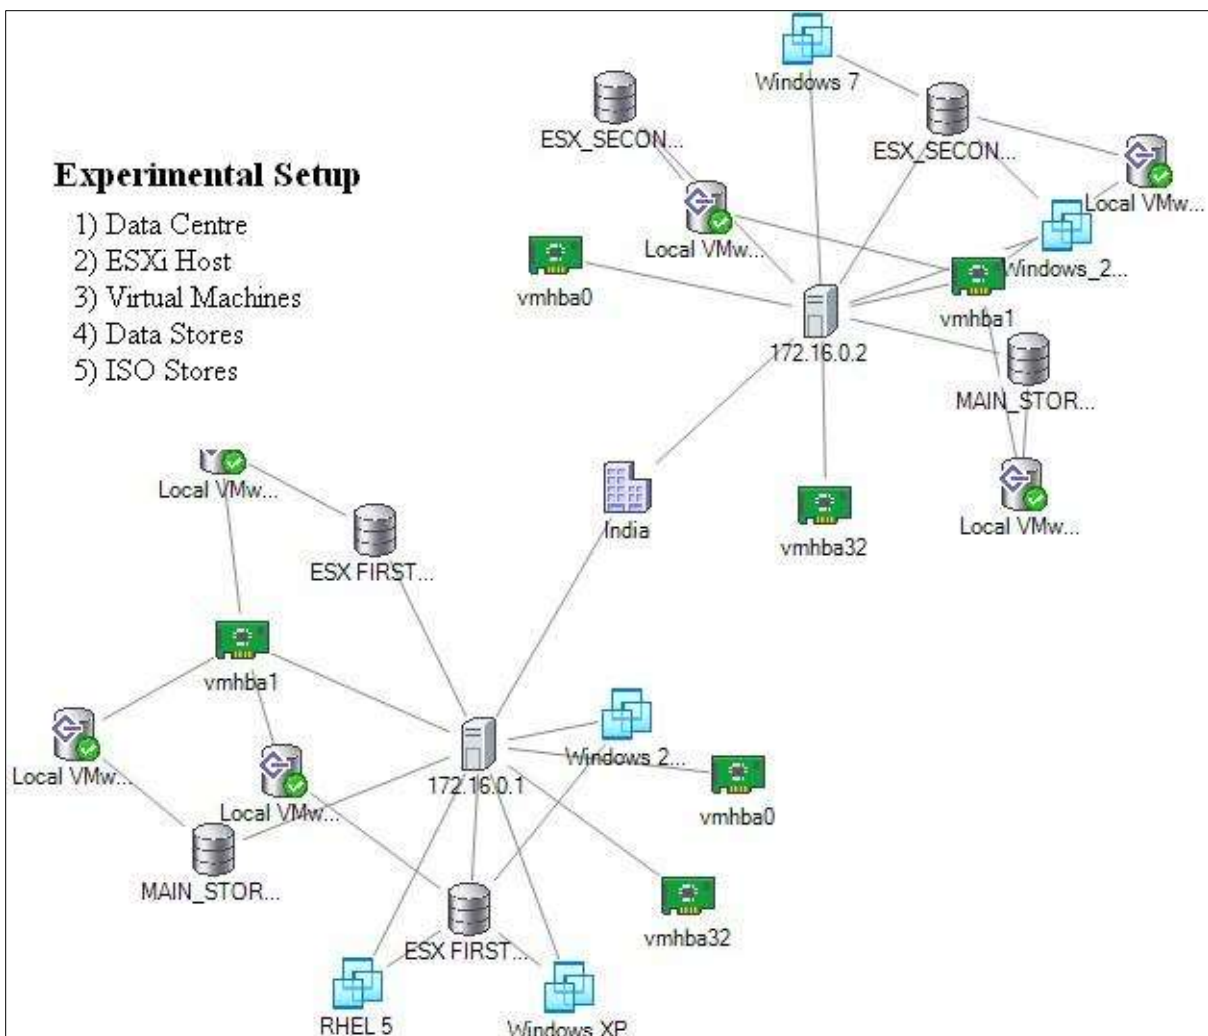 Windows 7
ESX_SECON...
ESX_SECON...
Experimental Setup
1) Data Centre
2) ESXi Host
3) Virtual Machines
4) Data Stores
5) ISO Stores
Local VMw...
Local VMw...
Windows_2...
vmhba0
vmhba1
172.16.0.2
MAIN_STOR...
Local VMw...
India
Local VMw...
vmhba32
ESX FIRST...
vmhba1
Windows 2...
Local VMw...
172.16.0.1
Local VMw...
vmhba0
MAIN_STOR...
vmhba32
ESX FIRST...
RHEL 5
Windows XP